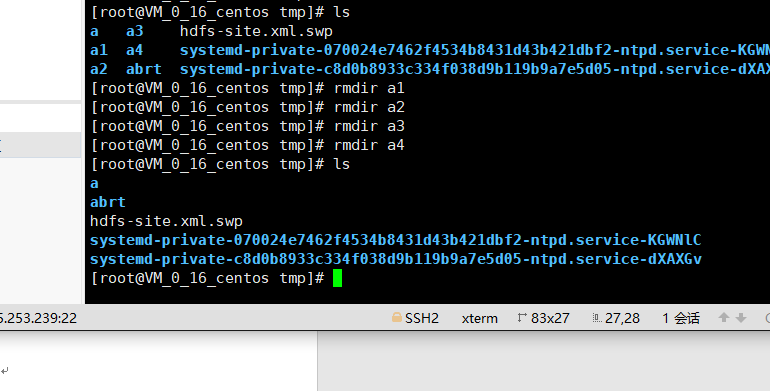 [root@VM_0_16_centos tmp]# ls
a   a3    hdfs-site.xml.swp
a1  a4    systemd-private-070024e7462f4534b8431d43b421dbf2-ntpd.service-KGWN
a2  abrt  systemd-private-c8d0b8933c334f038d9b119b9a7e5d05-ntpd.service-dXAX
[root@VM_0_16_centos tmp]# rmdir a1
[root@VM_0_16_centos tmp]# rmdir a2
[root@VM_0_16_centos tmp]# rmdir a3
[root@VM_0_16_centos tmp]# rmdir a4
[root@VM_0_16_centos tmp]# ls
a
abrt
hdfs-site.xml.swp
systemd-private-070024e7462f4534b8431d43b421dbf2-ntpd.service-KGWNlC
systemd-private-c8d0b8933c334f038d9b119b9a7e5d05-ntpd.service-dXAXGv
[root@VM_0_16_centos tmp]#
.253.239:22 SSH2 xterm 83x27 27,28 1 会话